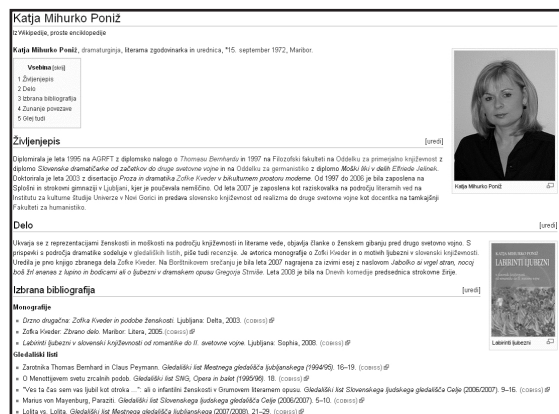 Katja Mihurko Poniž
Iz Wikipedije, proste enciklopedije
Katja Mihurko Poniž, dramaturginja, literarna zgodovinarka in urednica, *15. september 1972, Maribor.
Vsebina [skrij]
1 Življenjepis
2 Delo
3 Izbrana bibliografija
4 Zunanje povezave
5 Glej tudi
Katja Mihurko Poniž
Življenjepis [uredi]
Diplomirala je leta 1995 na AGRFT z diplomsko nalogo o Thomasu Bernhardu in 1997 na Filozofski fakulteti na Oddelku za primerjalno književnost z
diplomo Slovenske dramatičarke od začetkov do druge svetovne vojne in na Oddelku za germanistiko z diplomo Moški liki v delih Elfriede Jelinek.
Doktorirala je leta 2003 z disertacijo Proza in dramatika Zofke Kveder v bikulturnem prostoru moderne. Od 1997 do 2006 je bila zaposlena na
Splošni in strokovni gimnaziji v Ljubljani, kjer je poučevala nemščino. Od leta 2007 je zaposlena kot raziskovalka na področju literarnih ved na
Institutu za kulturne študije Univerze v Novi Gorici in predava slovensko književnost od realizma do druge svetovne vojne kot docentka na tamkajšnji
Fakulteti za humanistiko.
Delo [uredi]
Ukvarja se z reprezentacijami ženskosti in moškosti na področju književnosti in literarne vede, objavlja članke o ženskem gibanju pred drugo svetovno vojno. S
prispevki s področja dramatike sodeluje v gledaliških listih, piše tudi recenzije. Je avtorica monografije o Zofki Kveder in o motivih ljubezni v slovenski književnosti.
Uredila je prvo knjigo zbranega dela Zofke Kveder. Na Borštnikovem srečanju je bila leta 2007 nagrajena za izvirni esej z naslovom Jabolko si vrgel stran, nocoj
boš žrl ananas z lupino in bodicami ali o ljubezni v dramskem opusu Gregorja Strniše. Leta 2008 je bila na Dnevih komedije predsednica strokovne žirije.
KATJA MIHURKO PONIŽ
LABIRINTI LJUBEZNI
Labirinti ljubezni
Izbrana bibliografija [uredi]
Monografije
Drzno drugačna: Zofka Kveder in podobe ženskosti. Ljubljana: Delta, 2003. (COBISS)
Zofka Kveder: Zbrano delo. Maribor: Litera, 2005. (COBISS)
Labirinti ljubezni v slovenski književnosti od romantike do II. svetovne vojne. Ljubljana: Sophia, 2008. (COBISS)
Gledališki listi
Zarotnika Thomas Bernhard in Claus Peymann. Gledališki list Mestnega gledališča ljubljanskega (1994/95). 16–19. (COBISS)
O Menottijevem svetu zrcalnih podob. Gledališki list SNG, Opera in balet (1995/96). 18. (COBISS)
"Ves ta čas sem vas ljubil kot otroka ...": ali o infantilni ženskosti v Grumovem literarnem opusu. Gledališki list Slovenskega ljudskega gledališča Celje (2006/2007). 9–16. (COBISS)
Marius von Mayenburg, Paraziti. Gledališki list Slovenskega ljudskega gledališča Celje (2006/2007). 5–10. (COBISS)
Lolita vs. Lolita. Gledališki list Mestnega gledališča ljubljanskega (2007/2008). 21–29. (COBISS)